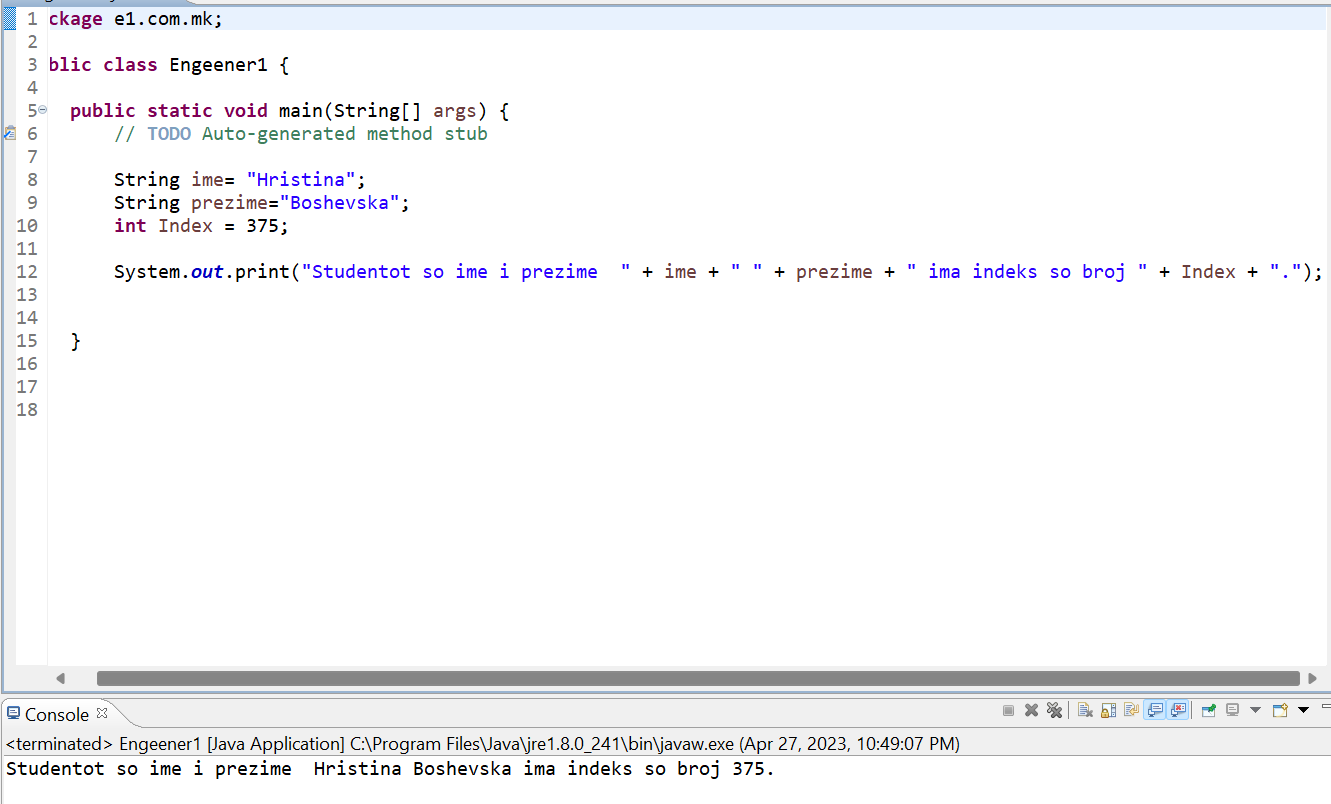 1 ckage e1.com.mk;
2
3 blic class Engeener1 {
4
5 public static void main(String[] args) {
6 // TODO Auto-generated method stub
7
8 String ime= "Hristina";
9 String prezime="Boshevska";
10 int Index = 375;
11
12 System.out.print("Studentot so ime i prezime  " + ime + " " + prezime + " ima indeks so broj " + Index + ".");
13
14
15 }
16
17
18
Console
<terminated> Engeener1 [Java Application] C:\Program Files\Java\jre1.8.0_241\bin\javaw.exe (Apr 27, 2023, 10:49:07 PM)
Studentot so ime i prezime  Hristina Boshevska ima indeks so broj 375.